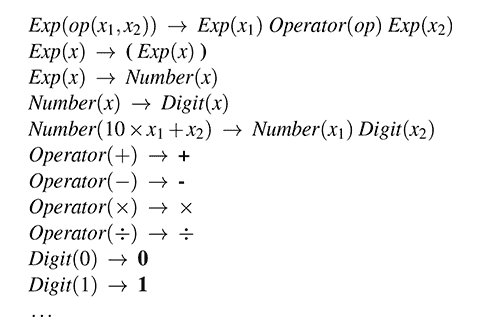 Exp(op(x₁,x₂)) → Exp(x₁) Operator(op) Exp(x₂)
Exp(x) → ( Exp(x) )
Exp(x) → Number(x)
Number(x) → Digit(x)
Number(10 × x₁ + x₂) → Number(x₁) Digit(x₂)
Operator(+) → +
Operator(−) → -
Operator(×) → ×
Operator(÷) → ÷
Digit(0) → 0
Digit(1) → 1
...